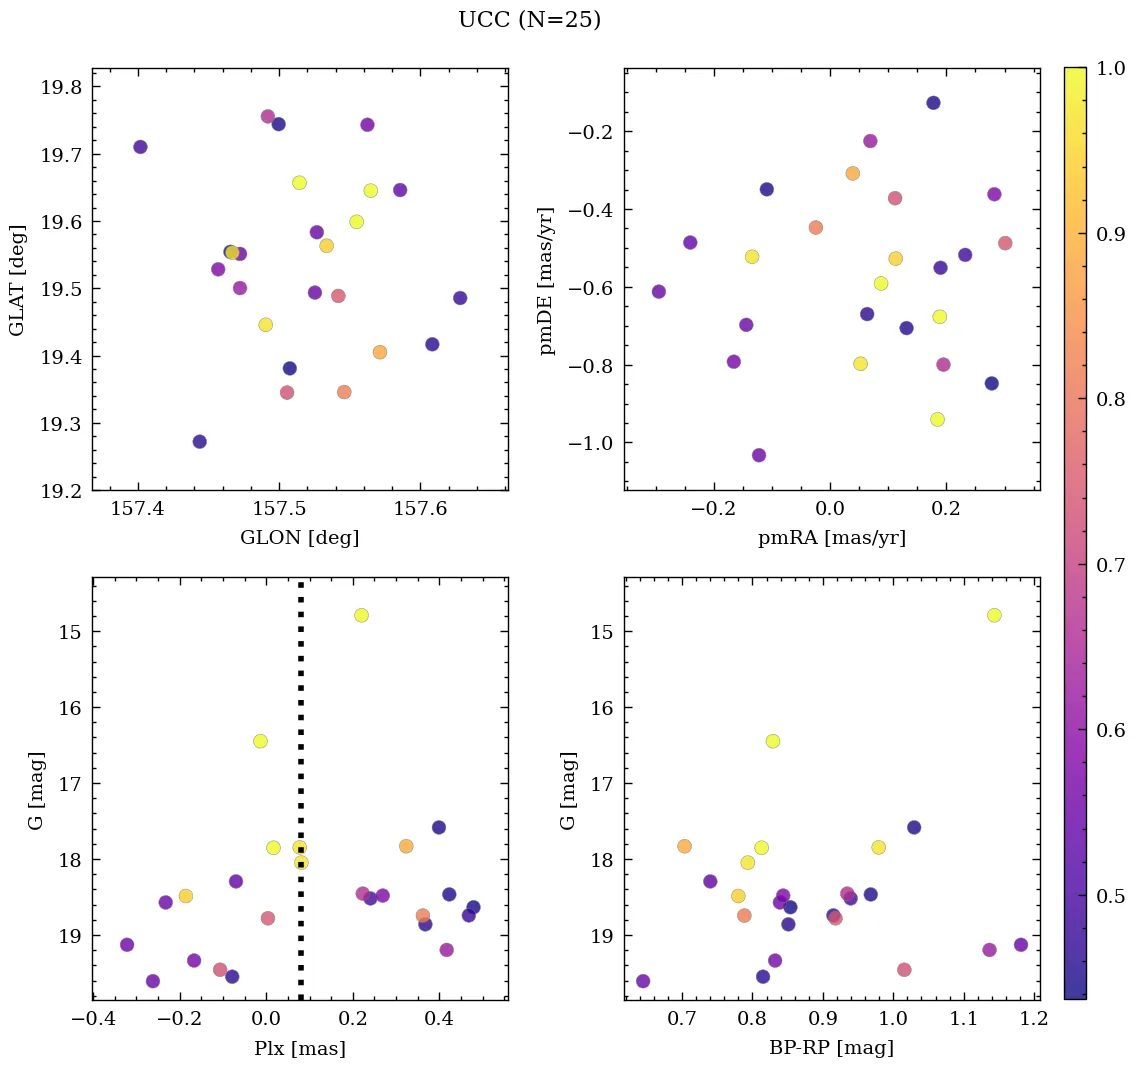 UCC (N=25)
19.8
19.7
19.6
19.5
19.4
19.3
19.2
GLAT [deg]
157.4 157.5 157.6
GLON [deg]
−0.2
−0.4
−0.6
−0.8
−1.0
pmDE [mas/yr]
−0.2 0.0 0.2
pmRA [mas/yr]
15
16
17
18
19
G [mag]
−0.4 −0.2 0.0 0.2 0.4
Plx [mas]
15
16
17
18
19
G [mag]
0.7 0.8 0.9 1.0 1.1 1.2
BP-RP [mag]
1.0
0.9
0.8
0.7
0.6
0.5